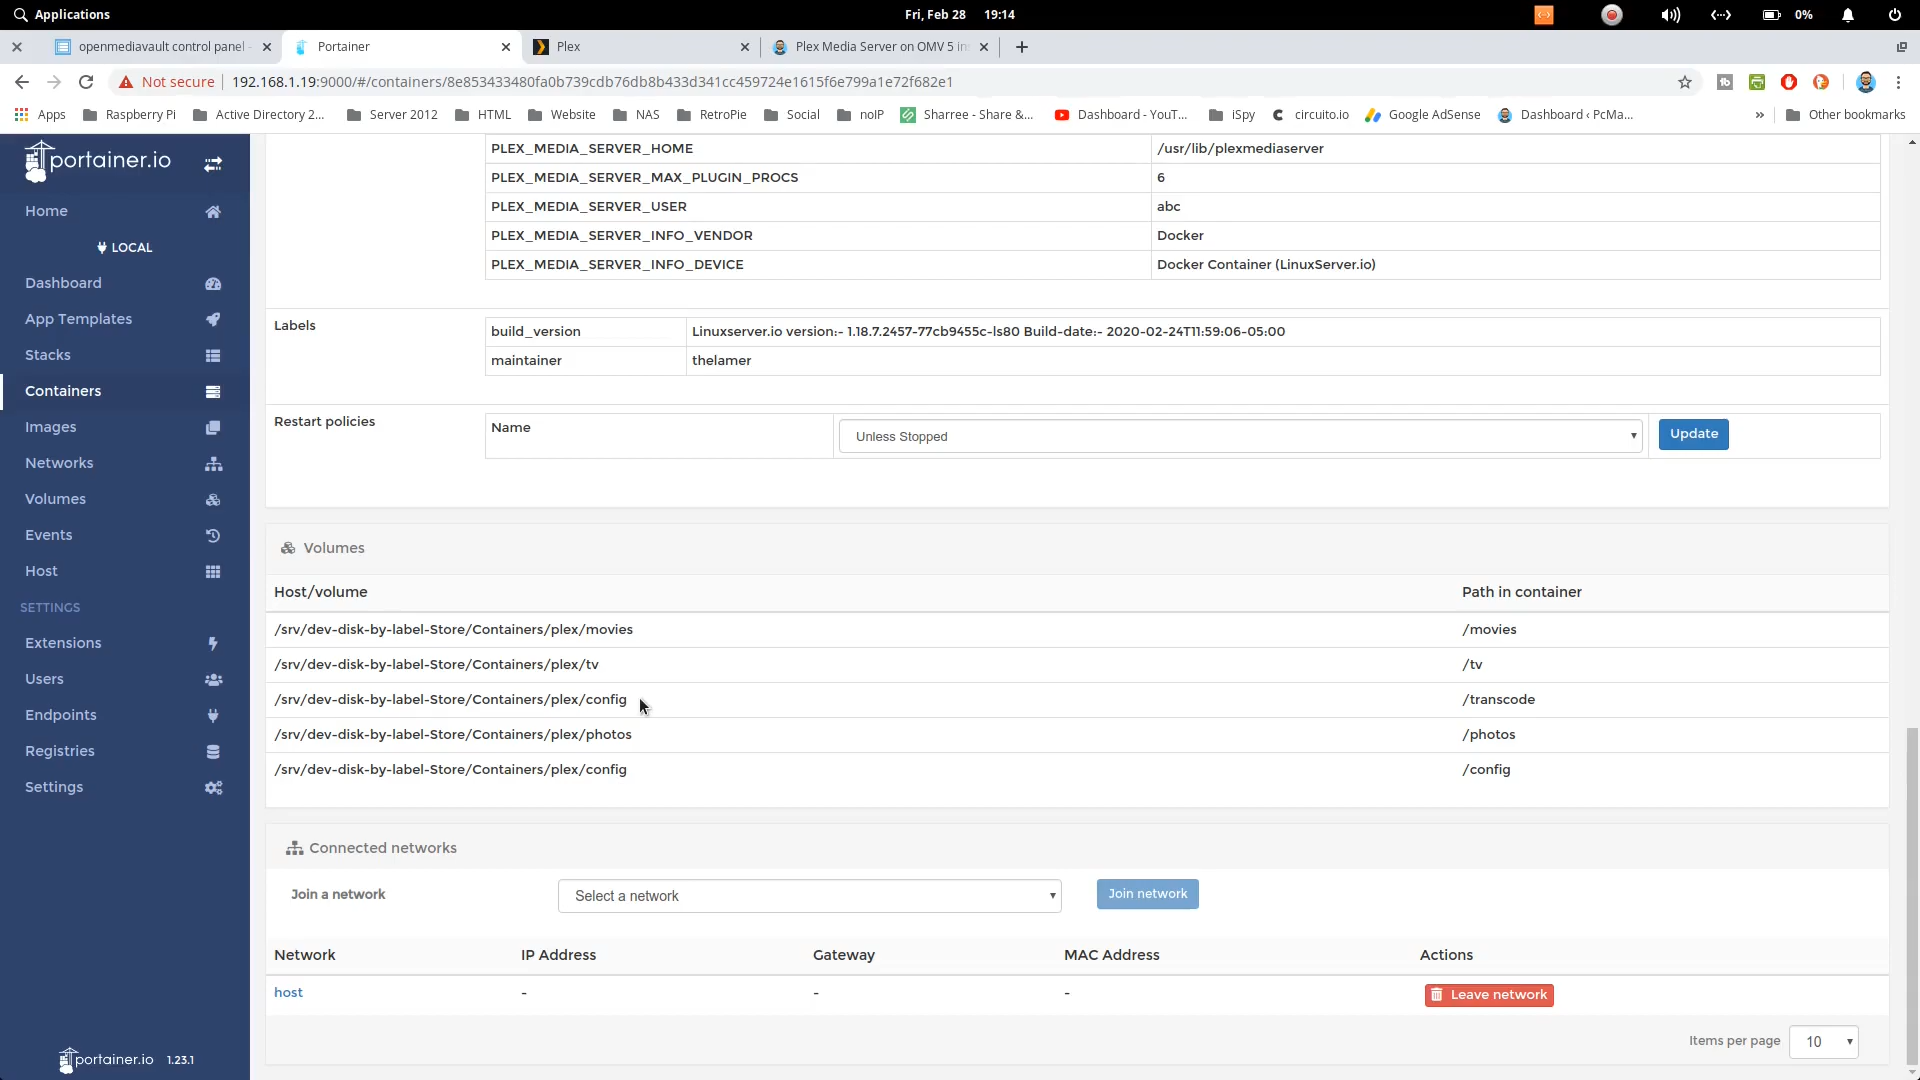 Applications
Fri, Feb 28 19:14
0%
openmediavault control panel -
Portainer
Plex
Plex Media Server on OMV 5 in
Not secure
192.168.1.19:9000/#/containers/8e853433480fa0b739cdb76db8b433d341cc459724e1615f6e799a1e72f682e1
Apps
Raspberry Pi
Active Directory 2...
Server 2012
HTML
Website
NAS
RetroPie
Social
noIP
Sharree - Share &...
Dashboard - YouT...
iSpy
circuito.io
Google AdSense
Dashboard ‹ PcMa...
»
Other bookmarks
portainer.io
Home
LOCAL
Dashboard
App Templates
Stacks
Containers
Images
Networks
Volumes
Events
Host
SETTINGS
Extensions
Users
Endpoints
Registries
Settings
portainer.io 1.23.1
PLEX_MEDIA_SERVER_HOME /usr/lib/plexmediaserver
PLEX_MEDIA_SERVER_MAX_PLUGIN_PROCS 6
PLEX_MEDIA_SERVER_USER abc
PLEX_MEDIA_SERVER_INFO_VENDOR Docker
PLEX_MEDIA_SERVER_INFO_DEVICE Docker Container (LinuxServer.io)
Labels
build_version Linuxserver.io version:- 1.18.7.2457-77cb9455c-ls80 Build-date:- 2020-02-24T11:59:06-05:00
maintainer thelamer
Restart policies
Name Unless Stopped Update
Volumes
Host/volume Path in container
/srv/dev-disk-by-label-Store/Containers/plex/movies /movies
/srv/dev-disk-by-label-Store/Containers/plex/tv /tv
/srv/dev-disk-by-label-Store/Containers/plex/config /transcode
/srv/dev-disk-by-label-Store/Containers/plex/photos /photos
/srv/dev-disk-by-label-Store/Containers/plex/config /config
Connected networks
Join a network Select a network Join network
Network IP Address Gateway MAC Address Actions
host - - - Leave network
Items per page 10